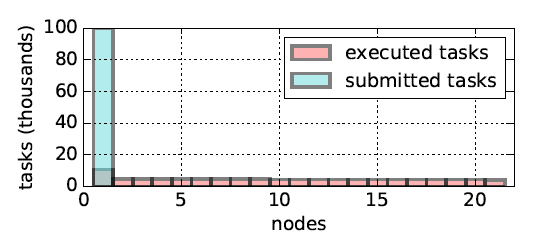 tasks (thousands)
100
80
60
40
20
0
executed tasks
submitted tasks
0 5 10 15 20
nodes